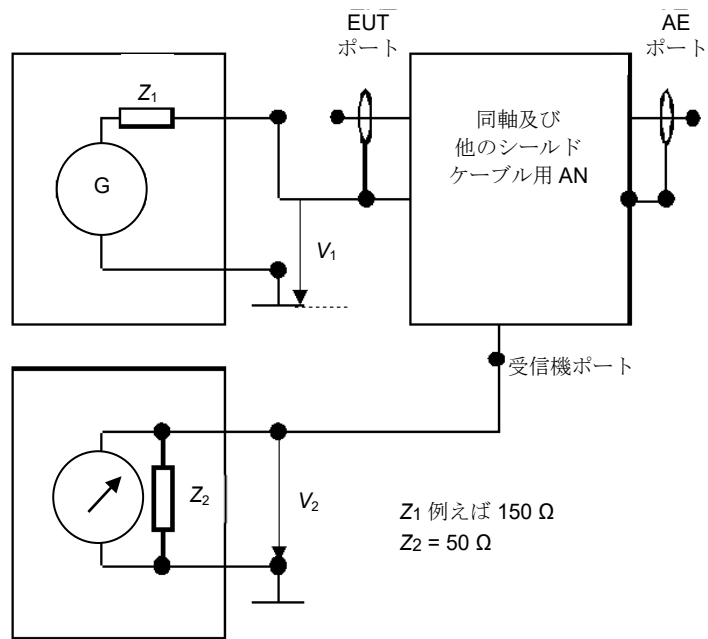 EUT
ポート
AE
ポート
Z1
G
同軸及び
他のシールド
ケーブル用 AN
V1
受信機ポート
Z2
V2
Z1 例えば 150 Ω
Z2 = 50 Ω